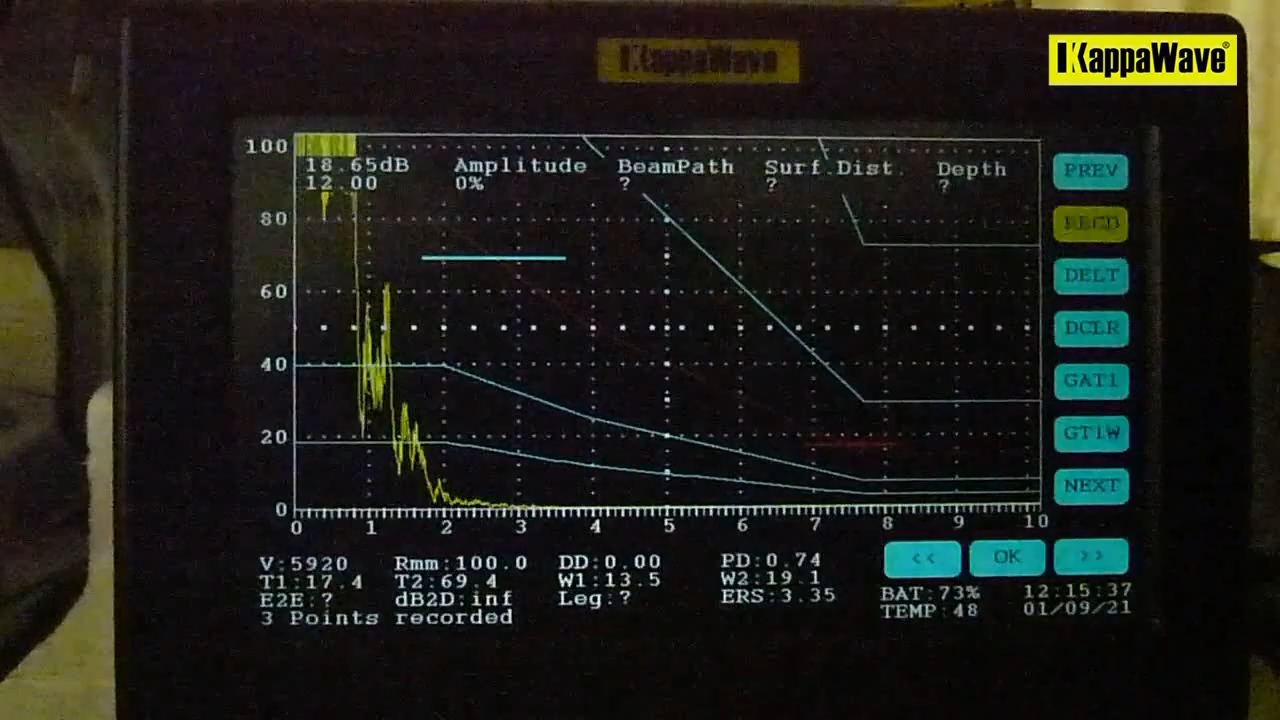 KappaWave
KappaWave®
100
18.65dB Amplitude BeamPath Surf.Dist. Depth
12.00 0% ? ? ?
80
60
40
20
0
0 1 2 3 4 5 6 7 8 9 10
PREV
RECD
DELT
DCLR
GAT1
GT1W
NEXT
<< OK >>
V:5920 Rmm:100.0 DD:0.00 PD:0.74
T1:17.4 T2:69.4 W1:13.5 W2:19.1
E2E:? dB2D:inf Leg:? ERS:3.35
3 Points recorded
BAT:73% 12:15:37
TEMP:48 01/09/21